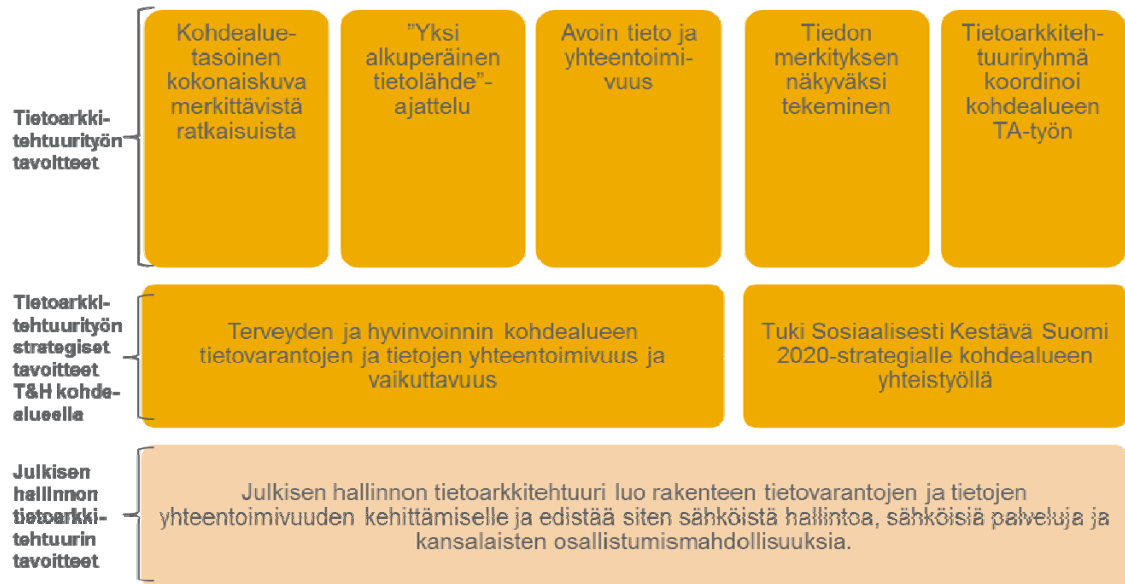 Tietoarkki-
tehtuurityön
tavoitteet
Kohdealue-
tasoinen
kokonaiskuva
merkittävistä
ratkaisuista
"Yksi
alkuperäinen
tietolähde"-
ajattelu
Avoin tieto ja
yhteentoimi-
vuus
Tiedon
merkityksen
näkyväksi
tekeminen
Tietoarkkiteh-
tuuriryhmä
koordinoi
kohdealueen
TA-työn
Tietoarkki-
tehtuurityön
strategiset
tavoitteet
T&H kohde-
alueella
Terveyden ja hyvinvoinnin kohdealueen
tietovarantojen ja tietojen yhteentoimivuus ja
vaikuttavuus
Tuki Sosiaalisesti Kestävä Suomi
2020-strategialle kohdealueen
yhteistyöllä
Julkisen
hallinnon
tietoarkki-
tehtuurin
tavoitteet
Julkisen hallinnon tietoarkkitehtuuri luo rakenteen tietovarantojen ja tietojen
yhteentoimivuuden kehittämiselle ja edistää siten sähköistä hallintoa, sähköisiä palveluja ja
kansalaisten osallistumismahdollisuuksia.